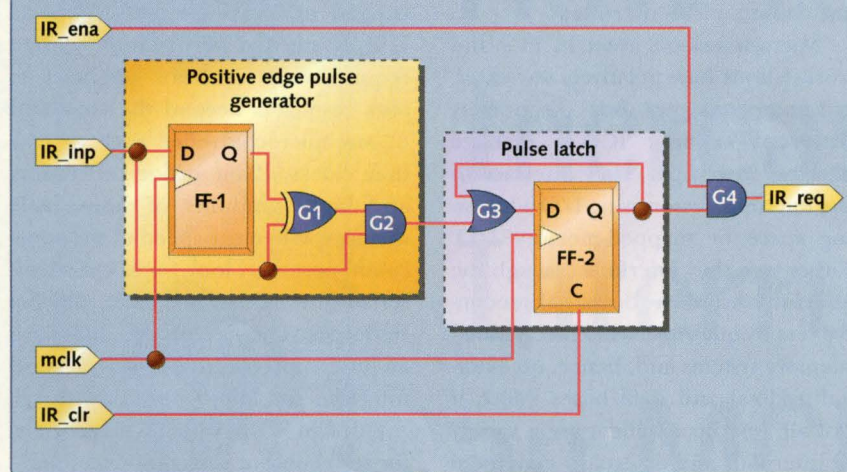 IR_ena
Positive edge pulse
generator
IR_inp
D Q
FF-1
G1
G2
Pulse latch
G3
D Q
FF-2
C
G4
IR_req
mclk
IR_clr